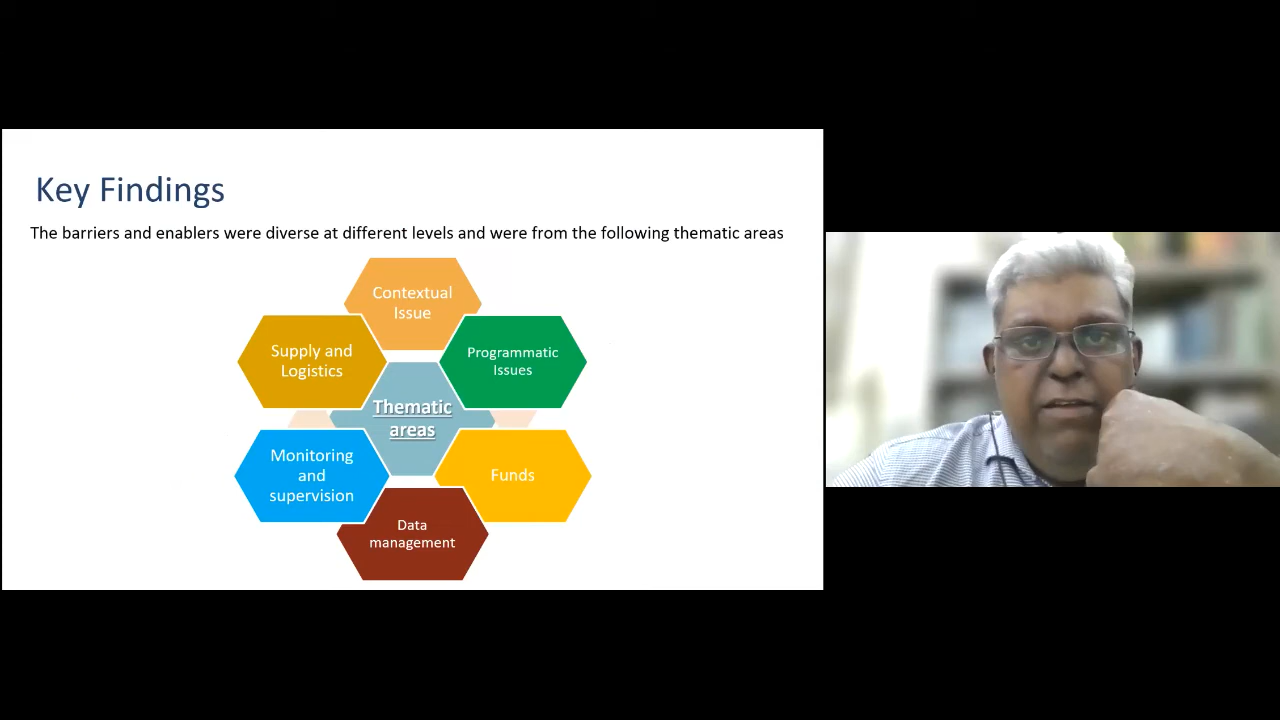 Key Findings
The barriers and enablers were diverse at different levels and were from the following thematic areas
Contextual
Issue
Programmatic
Issues
Funds
Data
management
Monitoring
and
supervision
Supply and
Logistics
Thematic
areas